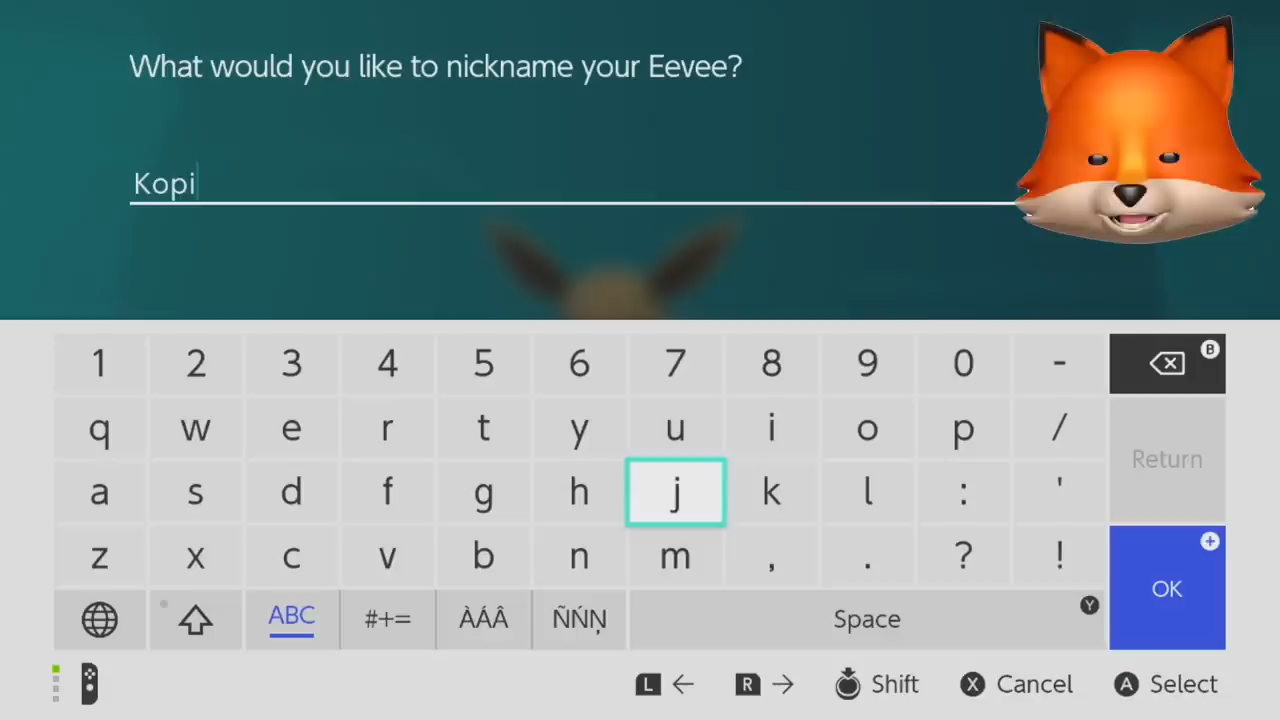 What would you like to nickname your Eevee?
Kopi
1 2 3 4 5 6 7 8 9 0 - B
q w e r t y u i o p / Return
a s d f g h j k l : '
z x c v b n m , . ? ! + OK
ABC #+= ÀÁÂ ÑŃŅ Space Y
L ← R → Shift X Cancel A Select